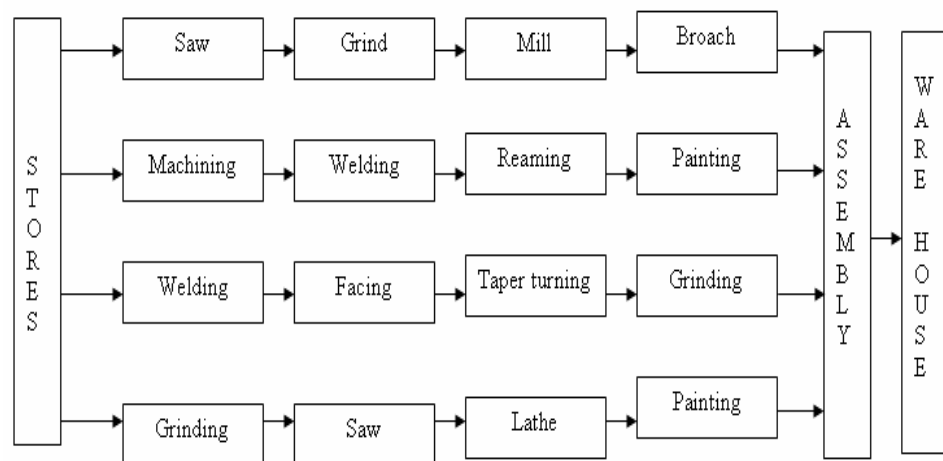 STORES
Saw
Grind
Mill
Broach
Machining
Welding
Reaming
Painting
Welding
Facing
Taper turning
Grinding
Grinding
Saw
Lathe
Painting
ASSEMBLY
WARE HOUSE